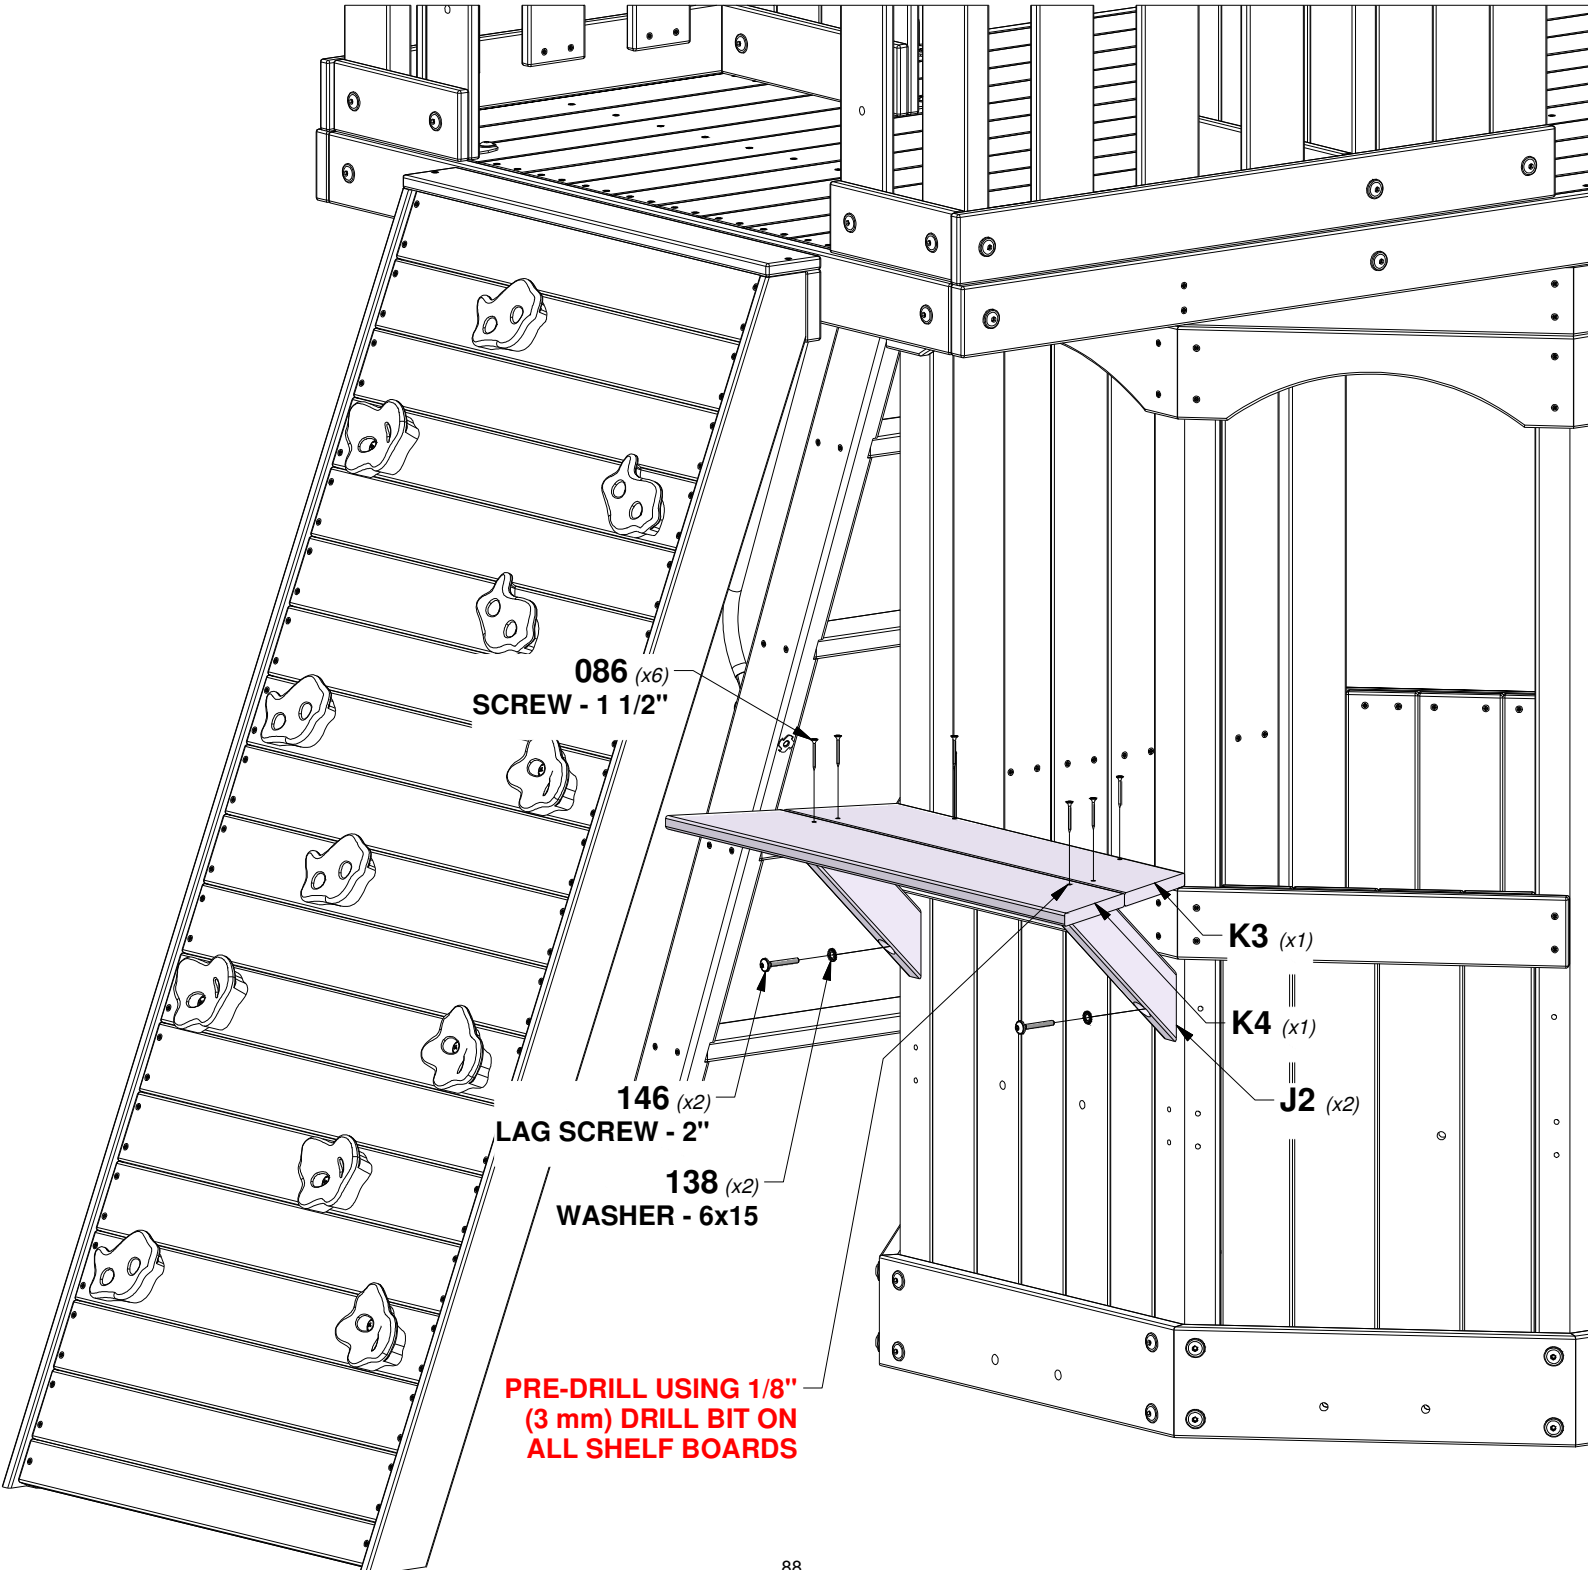 086 (x6)
SCREW - 1 1/2"
K3 (x1)
K4 (x1)
J2 (x2)
146 (x2)
LAG SCREW - 2"
138 (x2)
WASHER - 6x15
PRE-DRILL USING 1/8"
(3 mm) DRILL BIT ON
ALL SHELF BOARDS
88